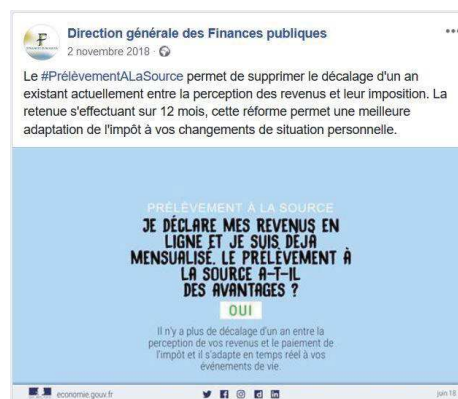 Direction générale des Finances publiques
2 novembre 2018 ·
Le #PrélèvementALaSource permet de supprimer le décalage d'un an
existant actuellement entre la perception des revenus et leur imposition. La
retenue s'effectuant sur 12 mois, cette réforme permet une meilleure
adaptation de l'impôt à vos changements de situation personnelle.
PRÉLÈVEMENT À LA SOURCE
JE DÉCLARE MES REVENUS EN
LIGNE ET JE SUIS DEJA
MENSUALISÉ. LE PRÉLÈVEMENT À
LA SOURCE A-T-IL
DES AVANTAGES ?
OUI
Il n'y a plus de décalage d'un an entre la
perception de vos revenus et le paiement de
l'impôt et il s'adapte en temps réel à vos
événements de vie.
economie.gouv.fr
juin 18